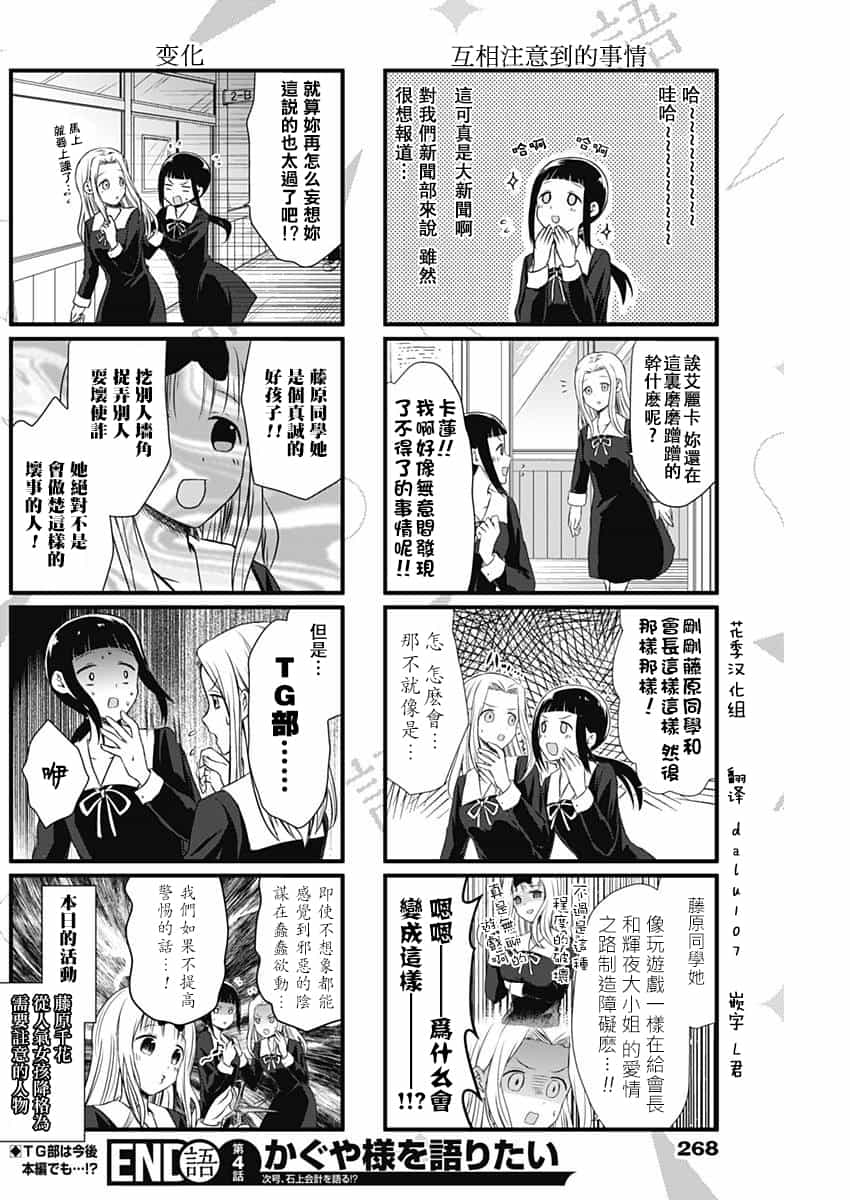 互相注意到的事情
哈~~~~~~~~
哇哈~~~~~~~~
哈啊
哈啊
這可真是大新聞啊
對我們新聞部來說 雖然
很想報道…
誒艾麗卡 妳還在
這裏磨磨蹭蹭的
幹什麽呢?
卡蓮!!
我啊好像無意間發現
了不得了的事情呢!!
剛剛藤原同學和
會長這樣這樣 然後
那樣那樣!
怎 怎麽會…
那不就像是…
藤原同學她
像玩遊戲一樣在給會長
和輝夜大小姐 的愛情
之路制造障礙麽…!!
不過是這種
程度的破壞
真是無聊的
遊戲啊
嗯嗯——爲什么會
變成這樣——!!!?
变化
2-B
就算妳再怎么妄想妳
這説的也太過了吧!?
馬上
就要上課了…
藤原同學她
是個真誠的
好孩子!!
挖別人墻角
捉弄別人
耍壞使詐
她絕對不是
會做楚這樣的
壞事的人!
但是…
TG部……
咿
即使不想象都能
感覺到邪惡的陰
謀在蠢蠢欲動…
我們如果不提高
警惕的話…!
本日的活動
藤原千花
從人氣女孩降格為
需要註意的人物
花季汉化组 翻译 dalu107 嵌字 L君
◆TG部は今後
本編でも…!?
END 語 第4話 かぐや様を語りたい
次号、石上会計を語る!?
268
語
語